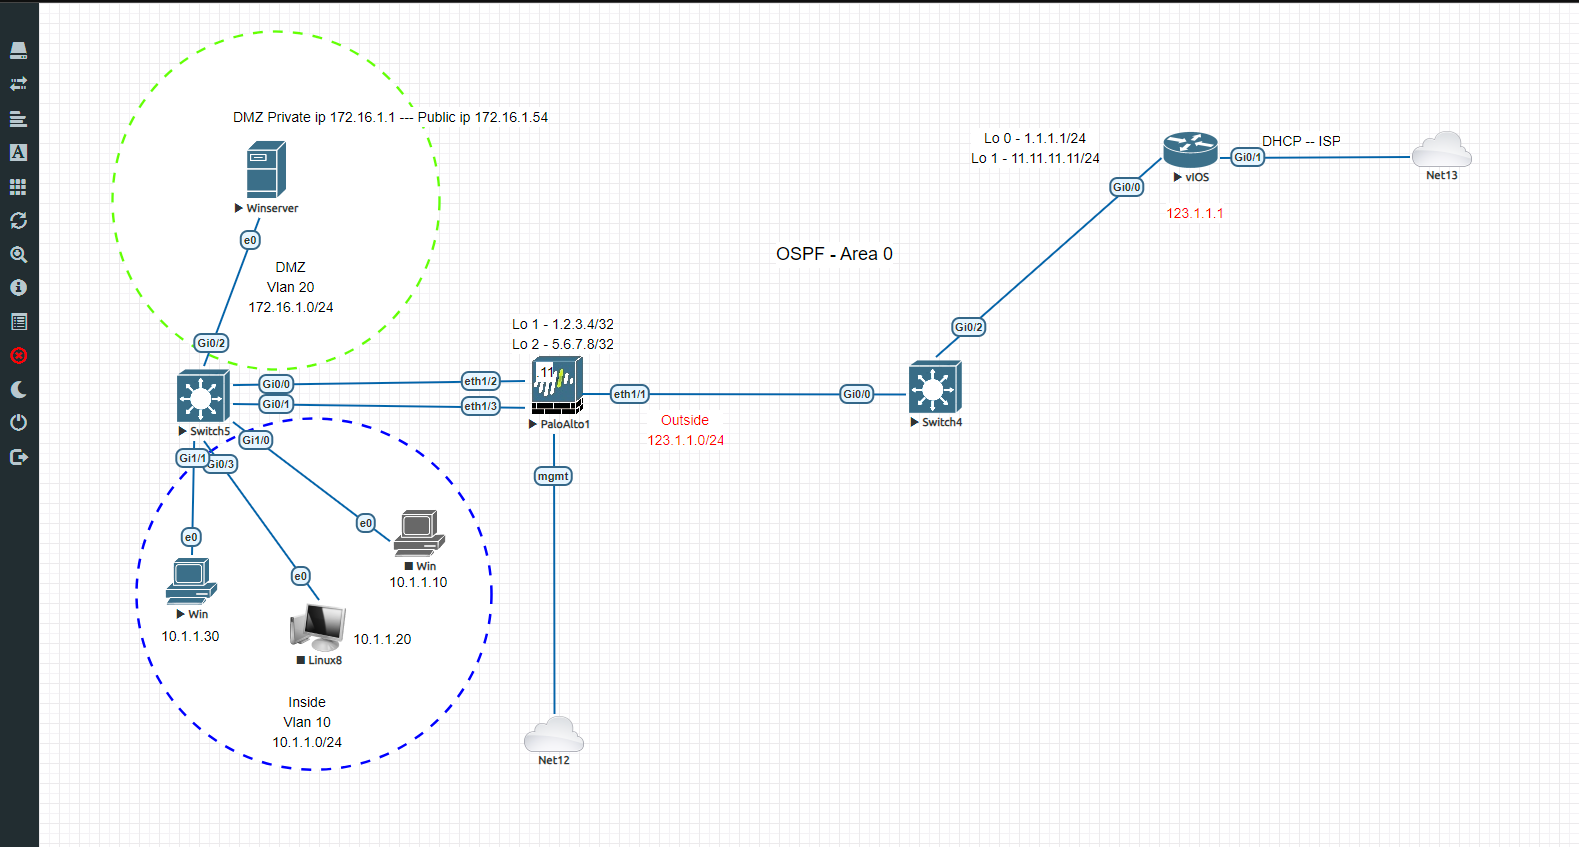 DMZ Private ip 172.16.1.1 --- Public ip 172.16.1.54
Winserver
e0
DMZ
Vlan 20
172.16.1.0/24
Gi0/2
Lo 0 - 1.1.1.1/24
Lo 1 - 11.11.11.11/24
vIOS
Gi0/0
Gi0/1
DHCP -- ISP
Net13
123.1.1.1
OSPF - Area 0
Lo 1 - 1.2.3.4/32
Lo 2 - 5.6.7.8/32
Gi0/0
eth1/2
Gi0/1
eth1/3
.11
eth1/1
Gi0/0
Gi0/2
Switch5
PaloAlto1
Switch4
Outside
123.1.1.0/24
Gi1/0
Gi1/1
Gi0/3
mgmt
e0
Win
10.1.1.10
e0
Win
10.1.1.30
e0
Linux8
10.1.1.20
Inside
Vlan 10
10.1.1.0/24
Net12
A